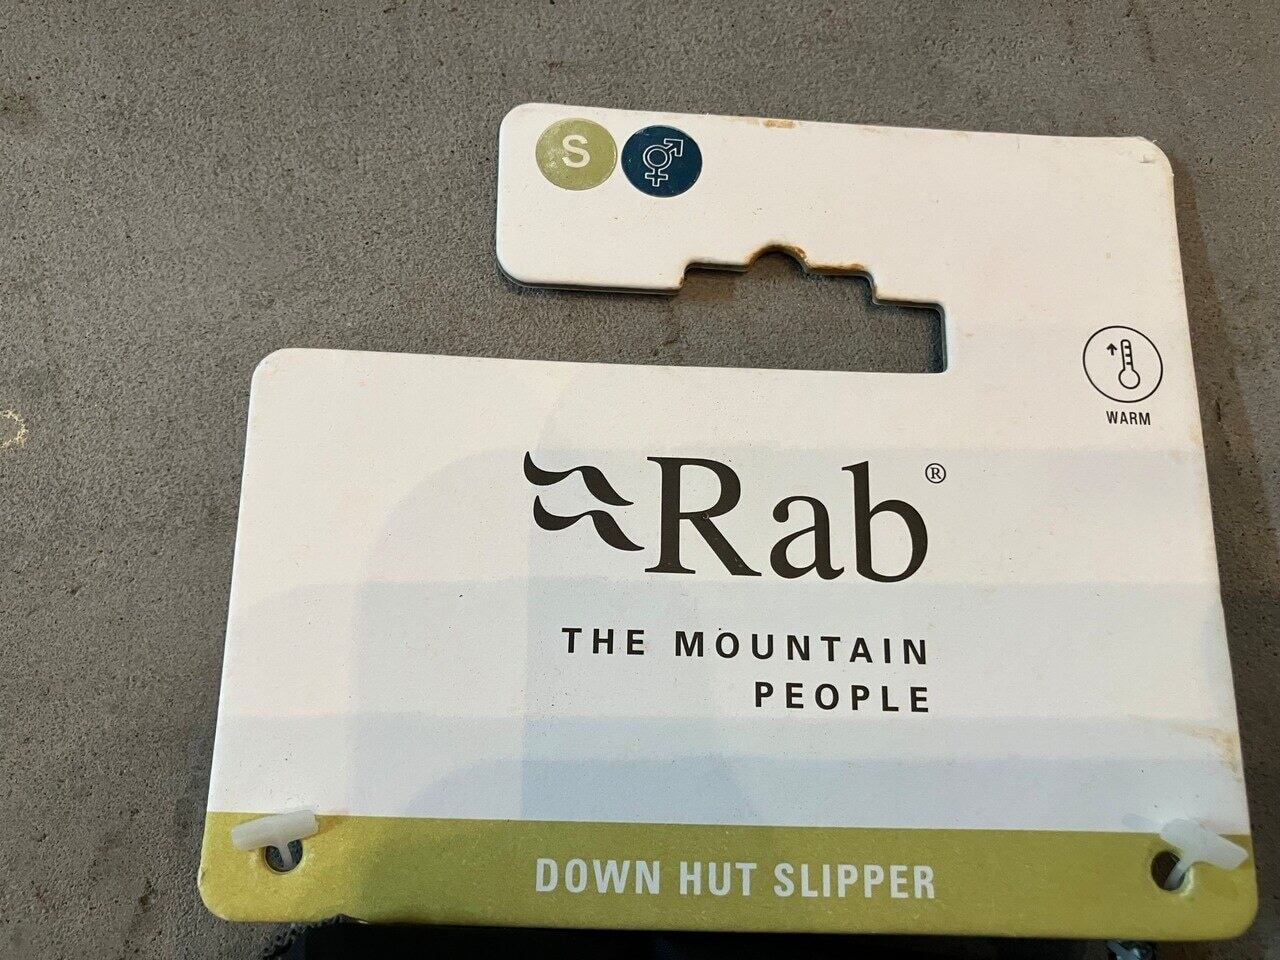 S
WARM
Rab®
THE MOUNTAIN
PEOPLE
DOWN HUT SLIPPER